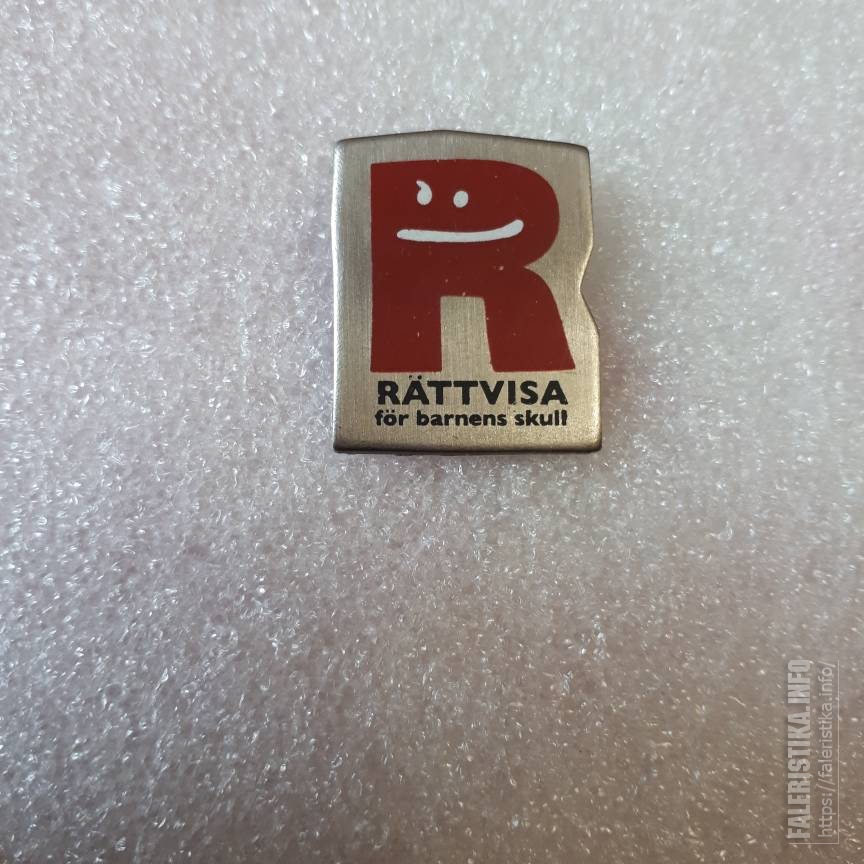 R
RÄTTVISA
för barnens skull
FALERISTIKA.INFO
https://faleristika.info/